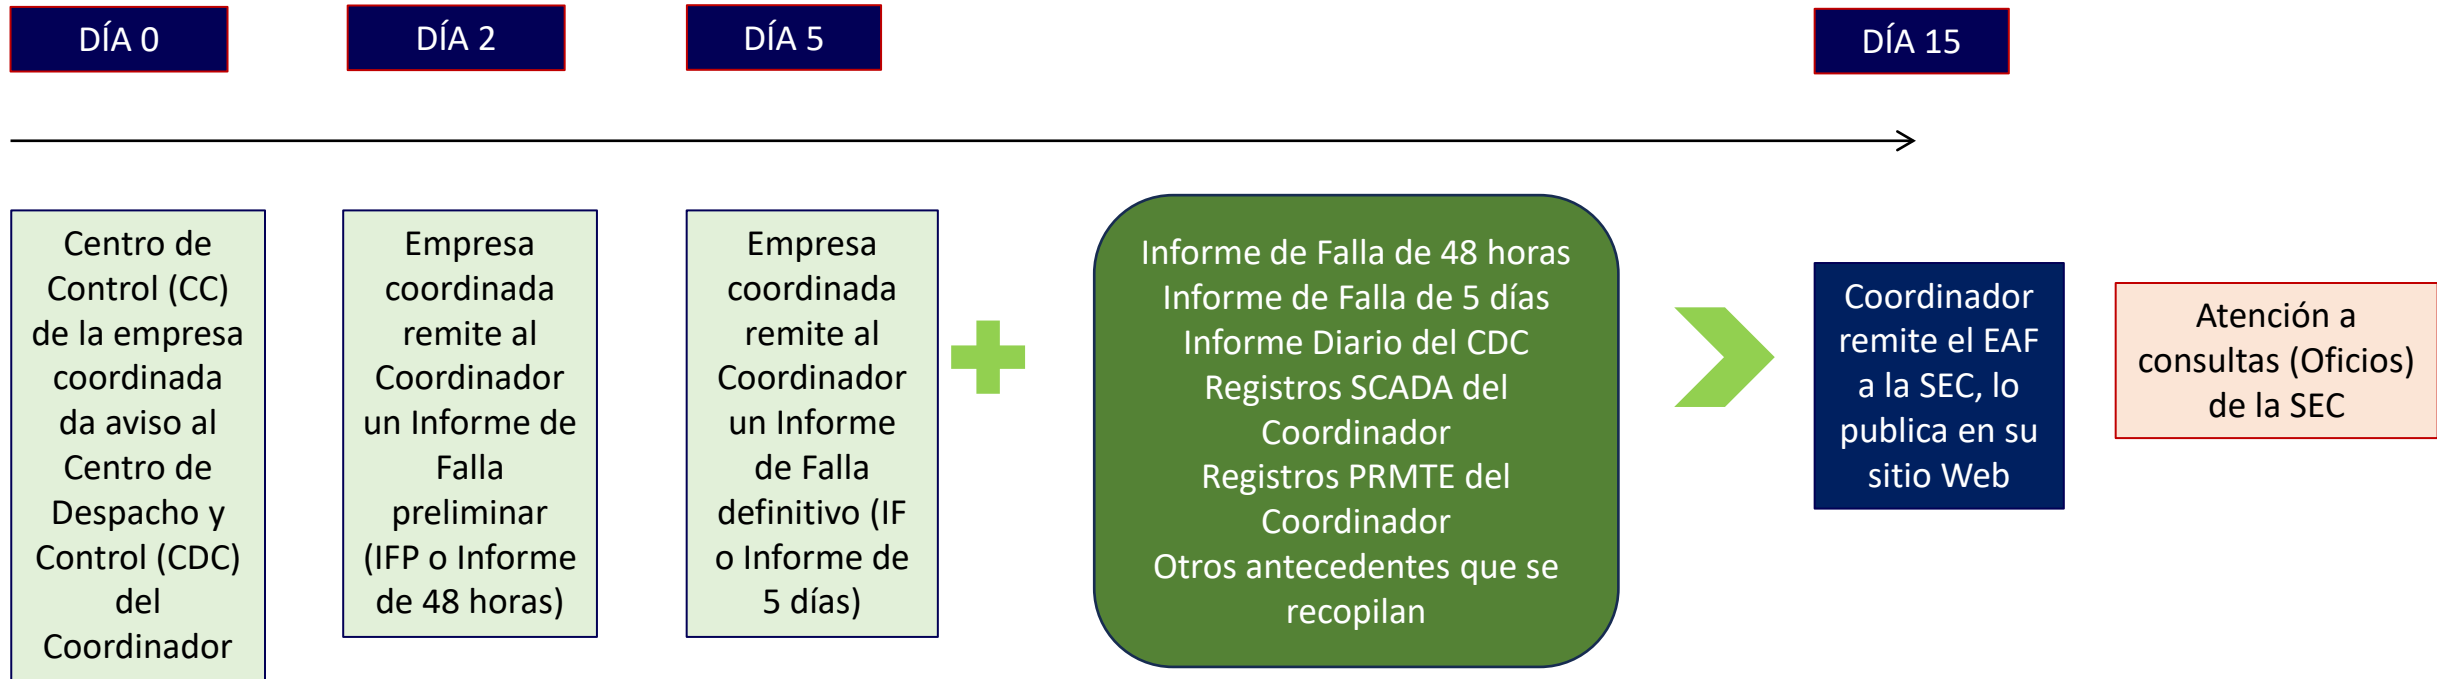 DÍA 0
DÍA 2
DÍA 5
DÍA 15
Centro de
Control (CC)
de la empresa
coordinada
da aviso al
Centro de
Despacho y
Control (CDC)
del
Coordinador
Empresa
coordinada
remite al
Coordinador
un Informe de
Falla
preliminar
(IFP o Informe
de 48 horas)
Empresa
coordinada
remite al
Coordinador
un Informe
de Falla
definitivo (IF
o Informe de
5 días)
Informe de Falla de 48 horas
Informe de Falla de 5 días
Informe Diario del CDC
Registros SCADA del
Coordinador
Registros PRMTE del
Coordinador
Otros antecedentes que se
recopilan
Coordinador
remite el EAF
a la SEC, lo
publica en su
sitio Web
Atención a
consultas (Oficios)
de la SEC